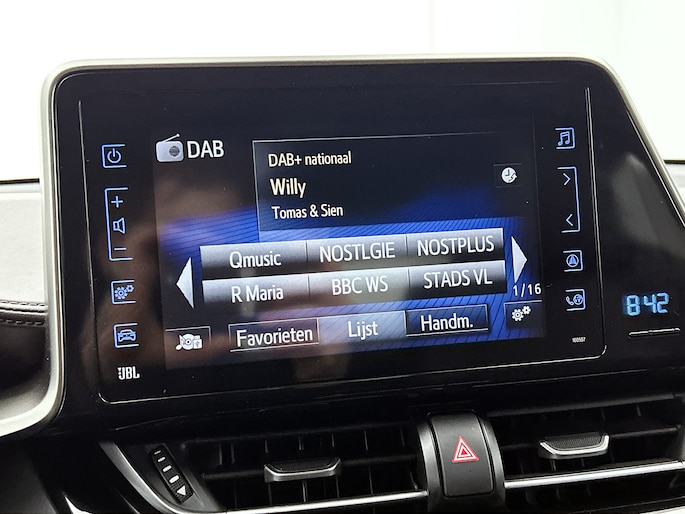 DAB
DAB+ nationaal
Willy
Tomas & Sien
Qmusic NOSTLGIE NOSTPLUS
R Maria BBC WS STADS VL
1/16
Favorieten Lijst Handm.
8:42
JBL
100587